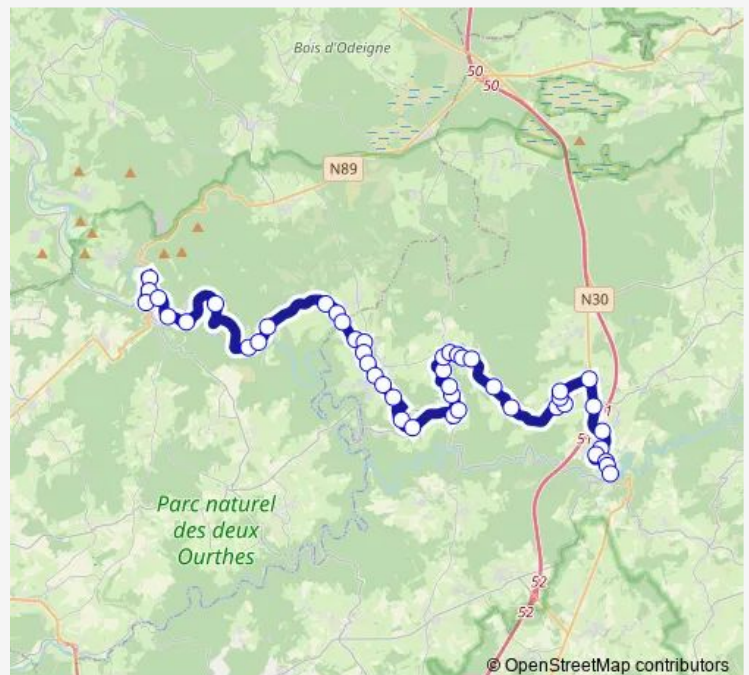 Bois d'Odeigne
50
50
N89
N30
51
Parc naturel
des deux
Ourthes
52
52
© OpenStreetMap contributors